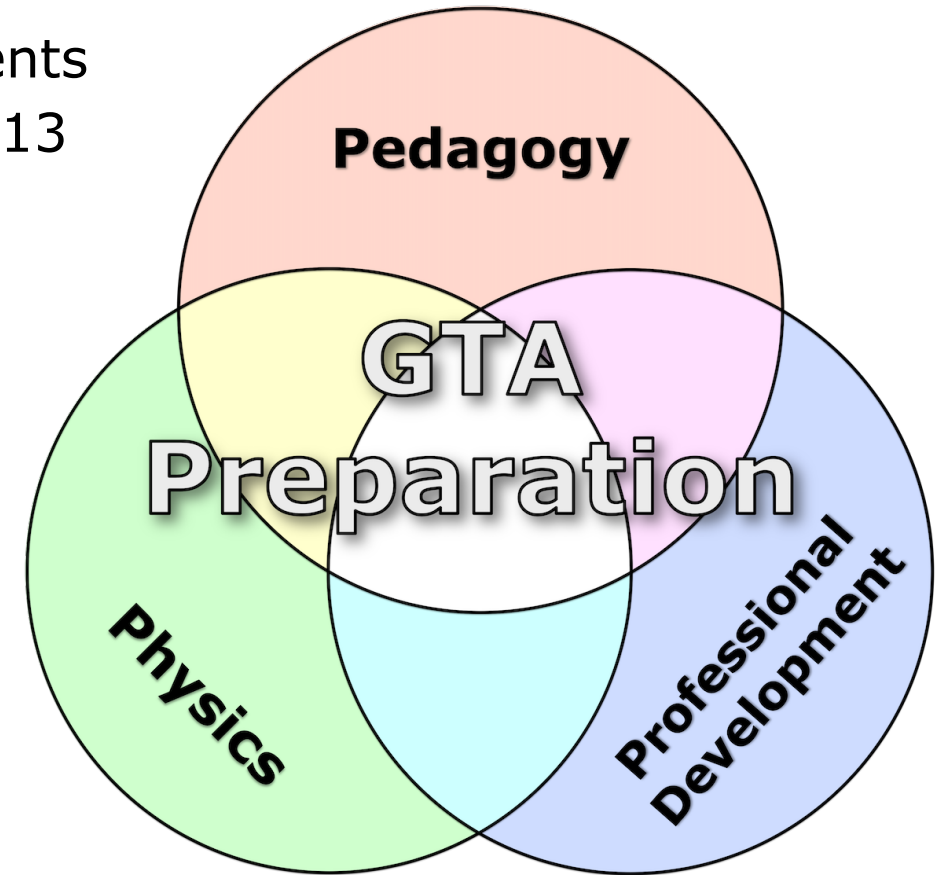 ents
13
Pedagogy
GTA
Preparation
Physics
Professional
Development